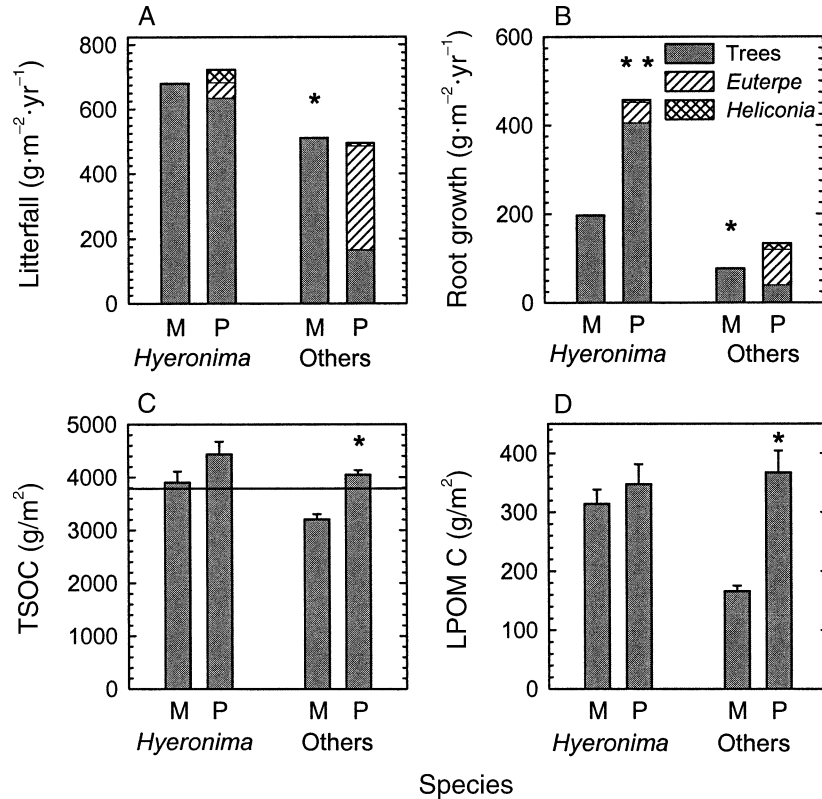 A
Litterfall (g·m⁻²·yr⁻¹)
800
600
400
200
0
*
M P M P
Hyeronima Others
B
Root growth (g·m⁻²·yr⁻¹)
600
400
200
0
* *
*
Trees
Euterpe
Heliconia
M P M P
Hyeronima Others
C
TSOC (g/m²)
5000
4000
3000
2000
1000
0
*
M P M P
Hyeronima Others
D
LPOM C (g/m²)
400
300
200
100
0
*
M P M P
Hyeronima Others
Species